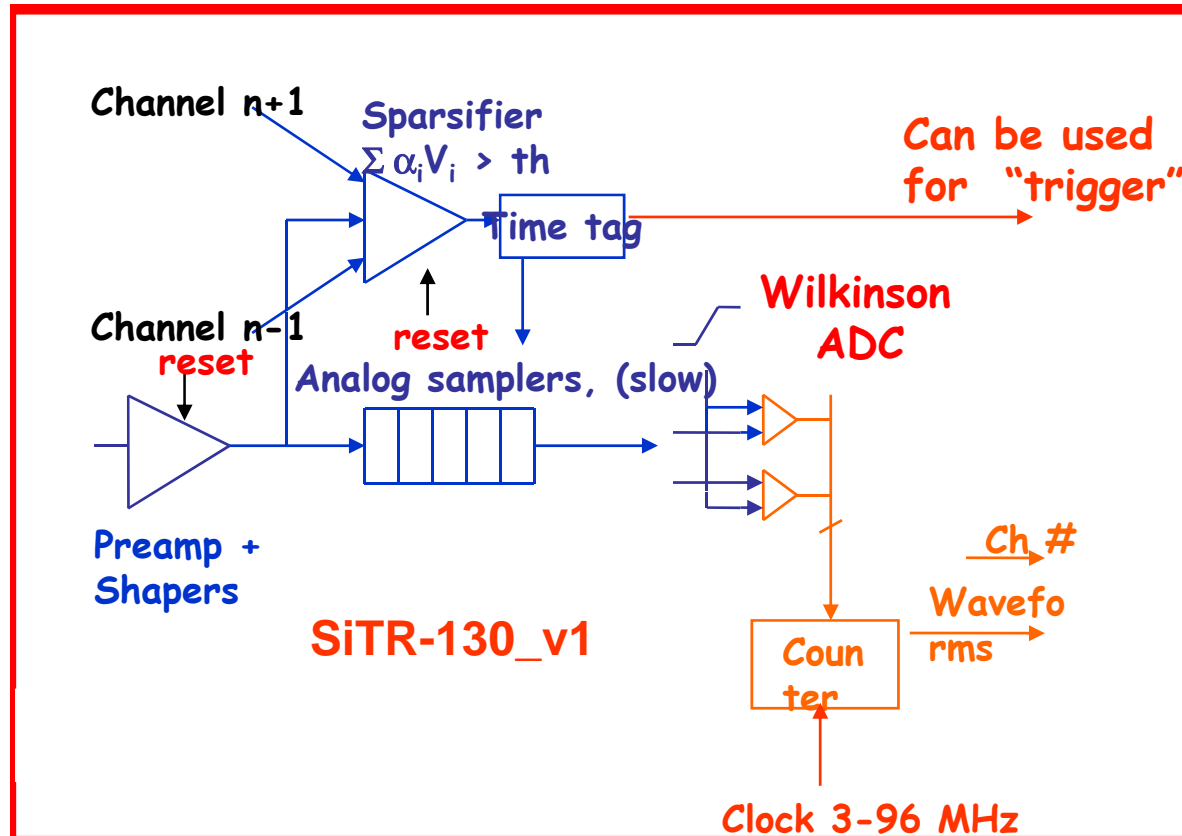 Channel n+1
Sparsifier
Σ αiVi > th
Can be used
for “trigger”
Time tag
Channel n-1
reset
reset
Wilkinson
ADC
Analog samplers, (slow)
Preamp +
Shapers
SiTR-130_v1
Ch #
Wavefo
rms
Coun
ter
Clock 3-96 MHz